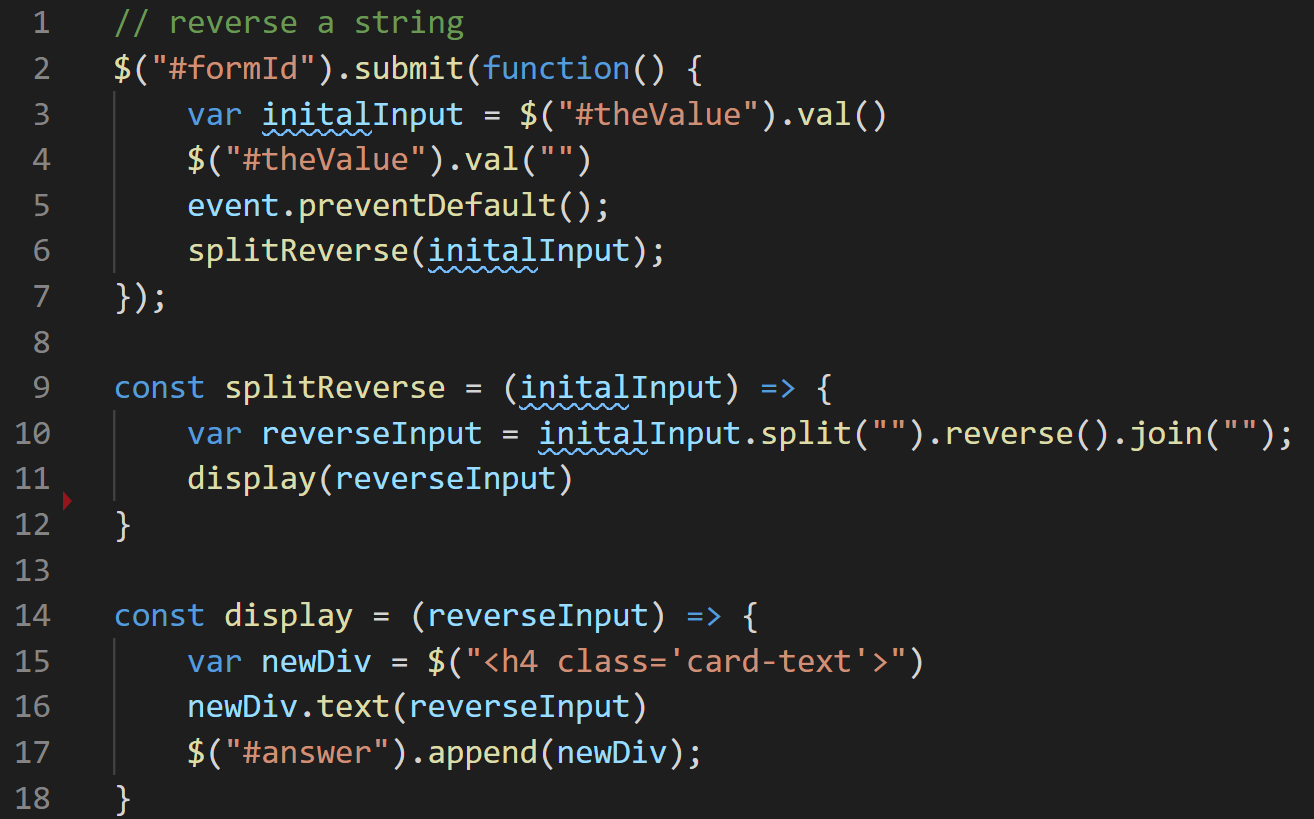 1 // reverse a string
2 $("#formId").submit(function() {
3     var initalInput = $("#theValue").val()
4     $("#theValue").val("")
5     event.preventDefault();
6     splitReverse(initalInput);
7 });
8
9 const splitReverse = (initalInput) => {
10     var reverseInput = initalInput.split("").reverse().join("");
11     display(reverseInput)
12 }
13
14 const display = (reverseInput) => {
15     var newDiv = $("<h4 class='card-text'>")
16     newDiv.text(reverseInput)
17     $("#answer").append(newDiv);
18 }